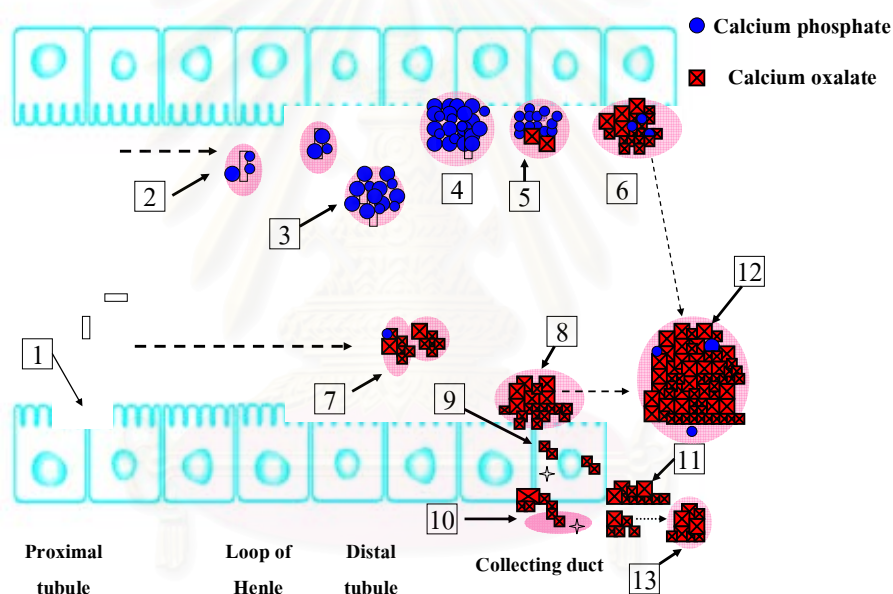 Calcium phosphate
Calcium oxalate
2
3
4
5
6
12
1
7
8
9
11
10
13
Proximal
tubule
Loop of
Henle
Distal
tubule
Collecting duct